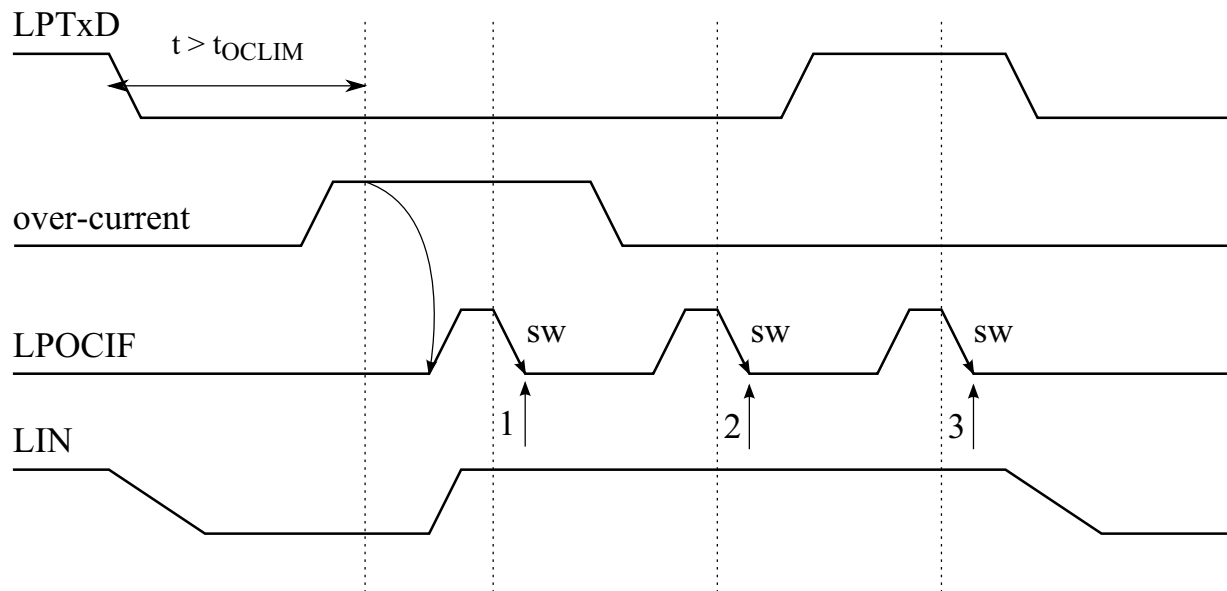 LPTxD
t > tOCLIM
over-current
LPOCIF
sw
sw
sw
1
2
3
LIN